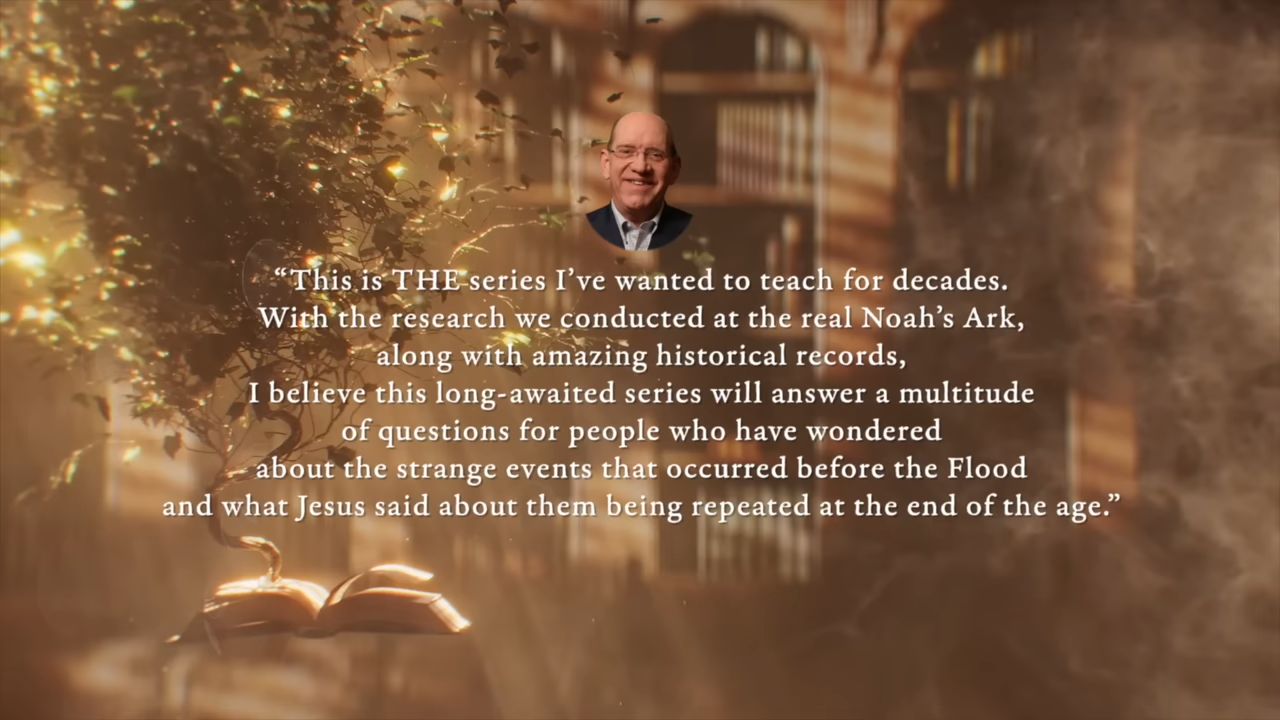 “This is THE series I’ve wanted to teach for decades.
With the research we conducted at the real Noah’s Ark,
along with amazing historical records,
I believe this long-awaited series will answer a multitude
of questions for people who have wondered
about the strange events that occurred before the Flood
and what Jesus said about them being repeated at the end of the age.”